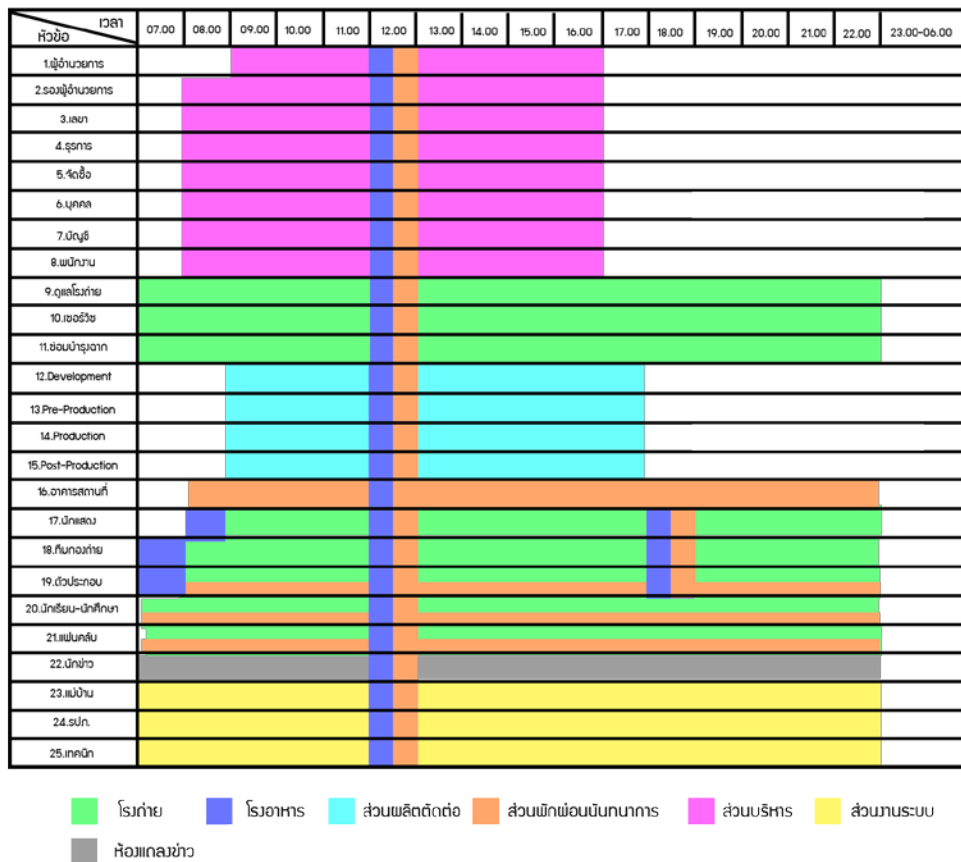 เวลา
หัวข้อ
07.00 08.00 09.00 10.00 11.00 12.00 13.00 14.00 15.00 16.00 17.00 18.00 19.00 20.00 21.00 22.00 23.00-06.00
1.ผู้อำนวยการ
2.รองผู้อำนวยการ
3.เลขา
4.ธุรการ
5.จัดซื้อ
6.บุคคล
7.บัญชี
8.พนักงาน
9.ดูแลโรงถ่าย
10.เซอร์วิซ
11.ซ่อมบำรุงฉาก
12.Development
13.Pre-Production
14.Production
15.Post-Production
16.อาคารสถานที่
17.นักแสดง
18.ทีมกองถ่าย
19.ตัวประกอบ
20.นักเรียน-นักศึกษา
21.แฟนคลับ
22.นักข่าว
23.แม่บ้าน
24.รปภ.
25.เทคนิก
โรงถ่าย โรงอาหาร ส่วนผลิตตัดต่อ ส่วนพักผ่อนนันทนาการ ส่วนบริหาร ส่วนงานระบบ
ห้องแถลงข่าว